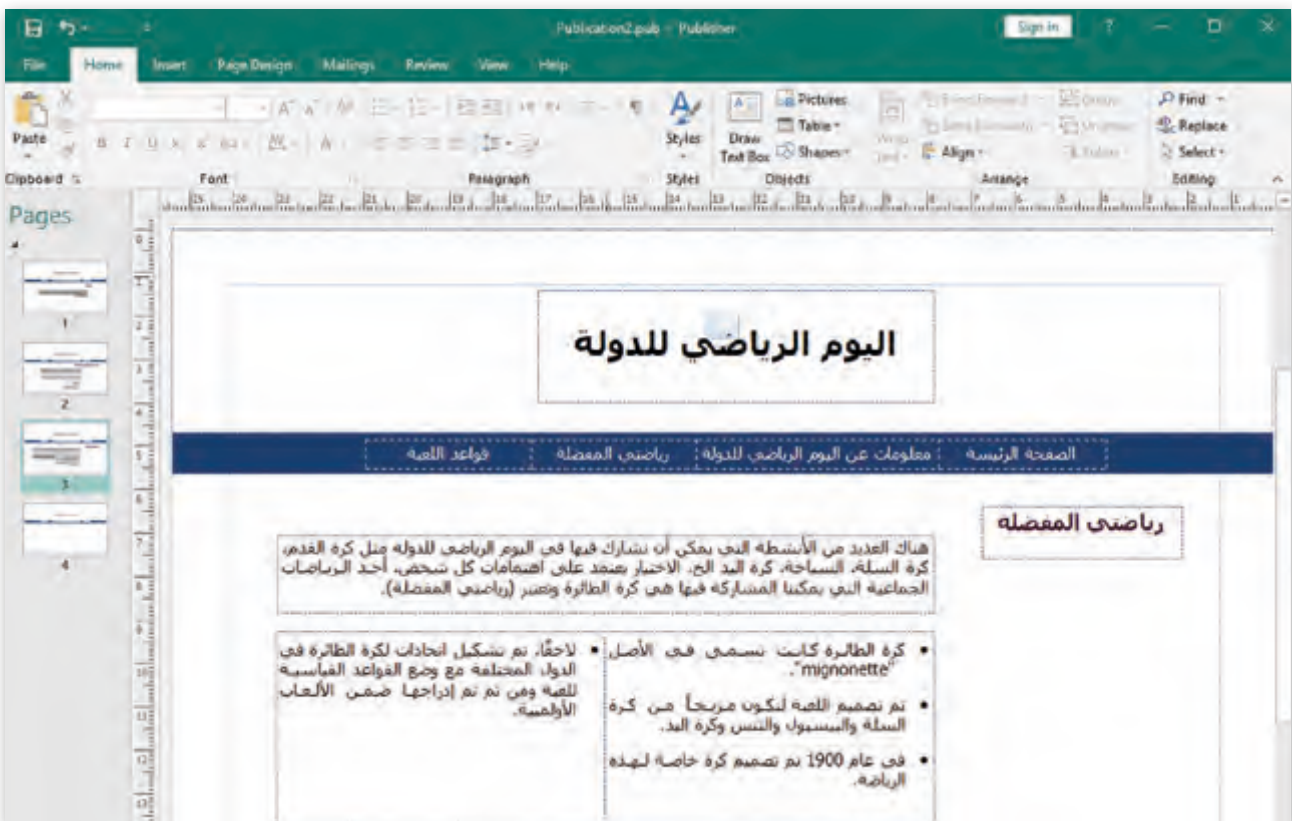 Publication2.pub - Publisher
Sign in
?
File Home Insert Page Design Mailings Review View Help
Paste
Clipboard
Font
Paragraph
Styles
Styles
Draw Text Box
Pictures
Table
Shapes
Objects
Align
Arrange
Find
Replace
Select
Editing
Pages
1
2
3
4
اليوم الرياضي للدولة
الصفحة الرئيسة
معلومات عن اليوم الرياضي للدولة
رياضتي المفضلة
قواعد اللعبة
رياضتي المفضلة
هناك العديد من الأنشطة التي يمكن أن نشارك فيها في اليوم الرياضي للدولة مثل كرة القدم،
كرة السلة، السباحة، كرة اليد الخ. الاختيار يعتمد على اهتمامات كل شخص، أحد الرياضات
الجماعية التي يمكننا المشاركة فيها هي كرة الطائرة وتعتبر (رياضتي المفضلة).
• كرة الطائرة كانت تسمى في الأصل
"mignonette".
• تم تصميم اللعبة لتكون مزيجاً من كرة
السلة والبيسبول والتنس وكرة اليد.
• في عام 1900 تم تصميم كرة خاصة لهذه
الرياضة.
• لاحقًا، تم تشكيل اتحادات لكرة الطائرة في
الدول المختلفة مع وضع القواعد القياسية
للعبة ومن ثم تم إدراجها ضمن الألعاب
الأولمبية.